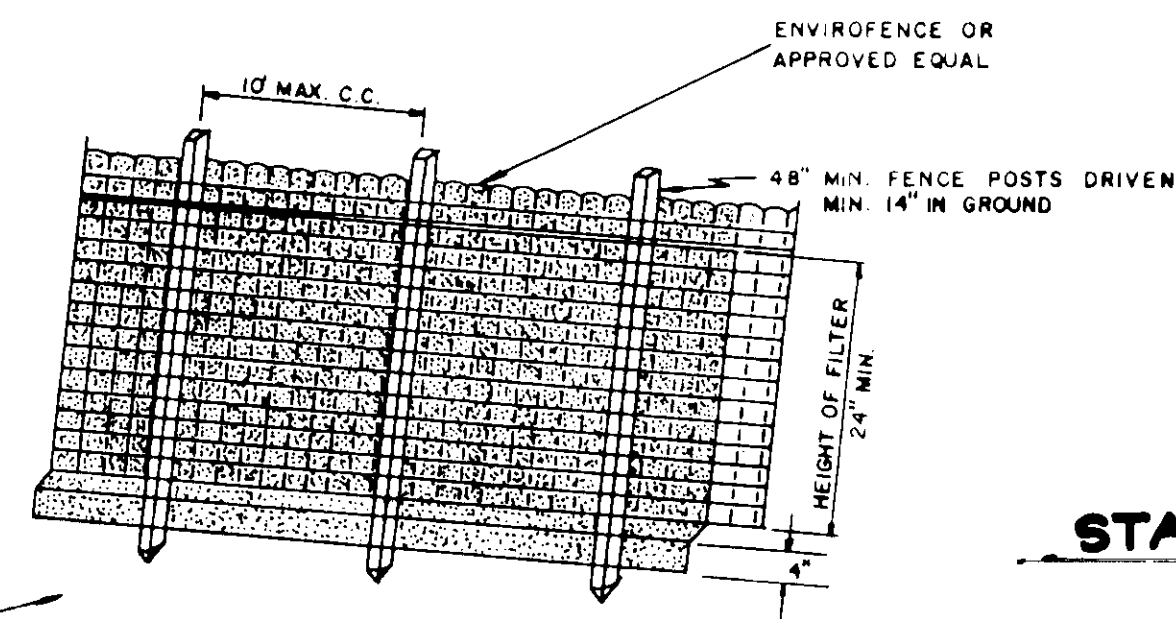 ENVIROFENCE OR
APPROVED EQUAL
10' MAX. C.C.
48" MIN. FENCE POSTS DRIVEN
MIN. 14" IN GROUND
HEIGHT OF FILTER
24" MIN.
4"
STA